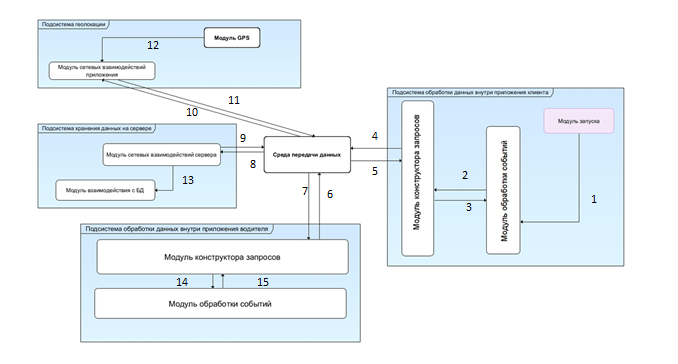 Подсистема геолокации
12
Модуль GPS
Модуль сетевых взаимодействий
приложения
11
10
Подсистема обработки данных внутри приложения клиента
Модуль запуска
Модуль конструктора запросов
Модуль обработки событий
4
5
2
3
1
Подсистема хранения данных на сервере
Модуль сетевых взаимодействий сервера
9
8
Среда передачи данных
13
Модуль взаимодействия с БД
7
6
Подсистема обработки данных внутри приложения водителя
Модуль конструктора запросов
14
15
Модуль обработки событий